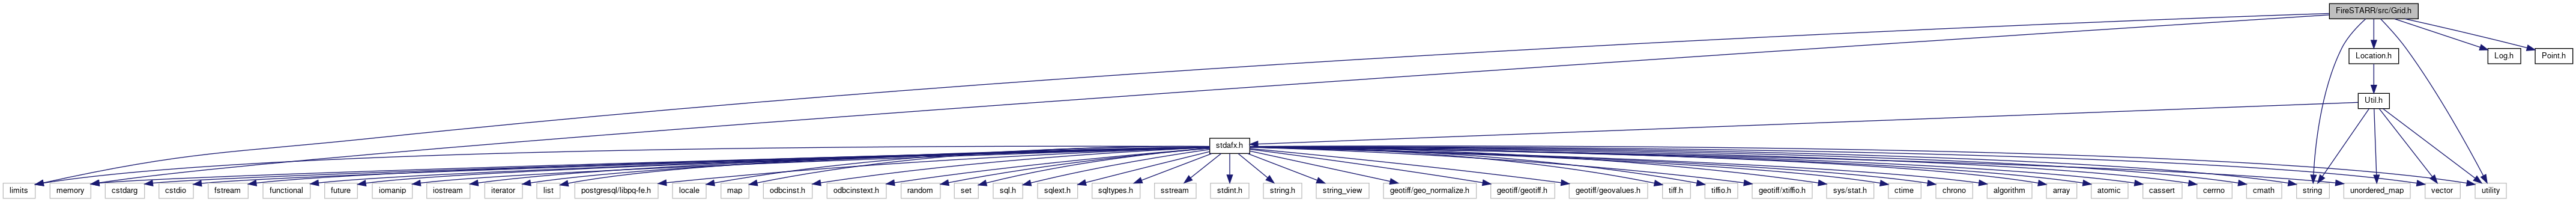 FireSTARR/src/Grid.h
Location.h
Log.h
Point.h
Util.h
stdafx.h
limits
memory
cstdarg
cstdio
fstream
functional
future
iomanip
iostream
iterator
list
postgresql/libpq-fe.h
locale
map
odbcinst.h
odbcinstext.h
random
set
sql.h
sqlext.h
sqltypes.h
sstream
stdint.h
string.h
string_view
geotiff/geo_normalize.h
geotiff/geotiff.h
geotiff/geovalues.h
tiff.h
tiffio.h
geotiff/xtiffio.h
sys/stat.h
ctime
chrono
algorithm
array
atomic
cassert
cerrno
cmath
string
unordered_map
vector
utility